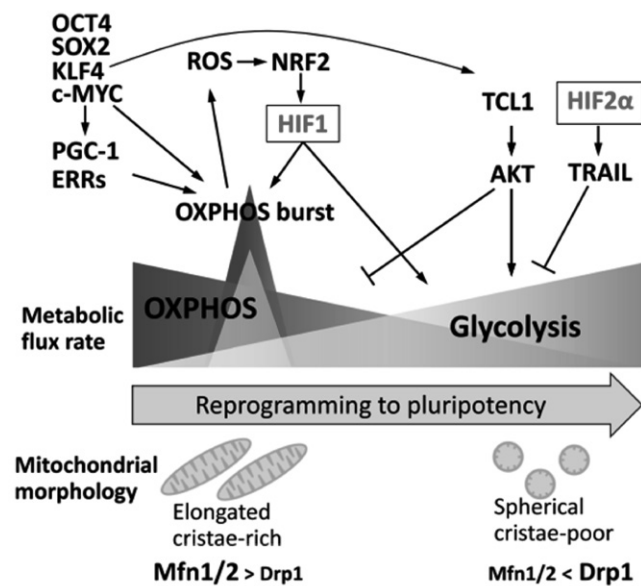 OCT4
SOX2
KLF4
c-MYC
PGC-1
ERRs
ROS
NRF2
HIF1
OXPHOS burst
TCL1
AKT
HIF2α
TRAIL
Metabolic
flux rate
OXPHOS
Glycolysis
Reprogramming to pluripotency
Mitochondrial
morphology
Elongated
cristae-rich
Mfn1/2 > Drp1
Spherical
cristae-poor
Mfn1/2 < Drp1